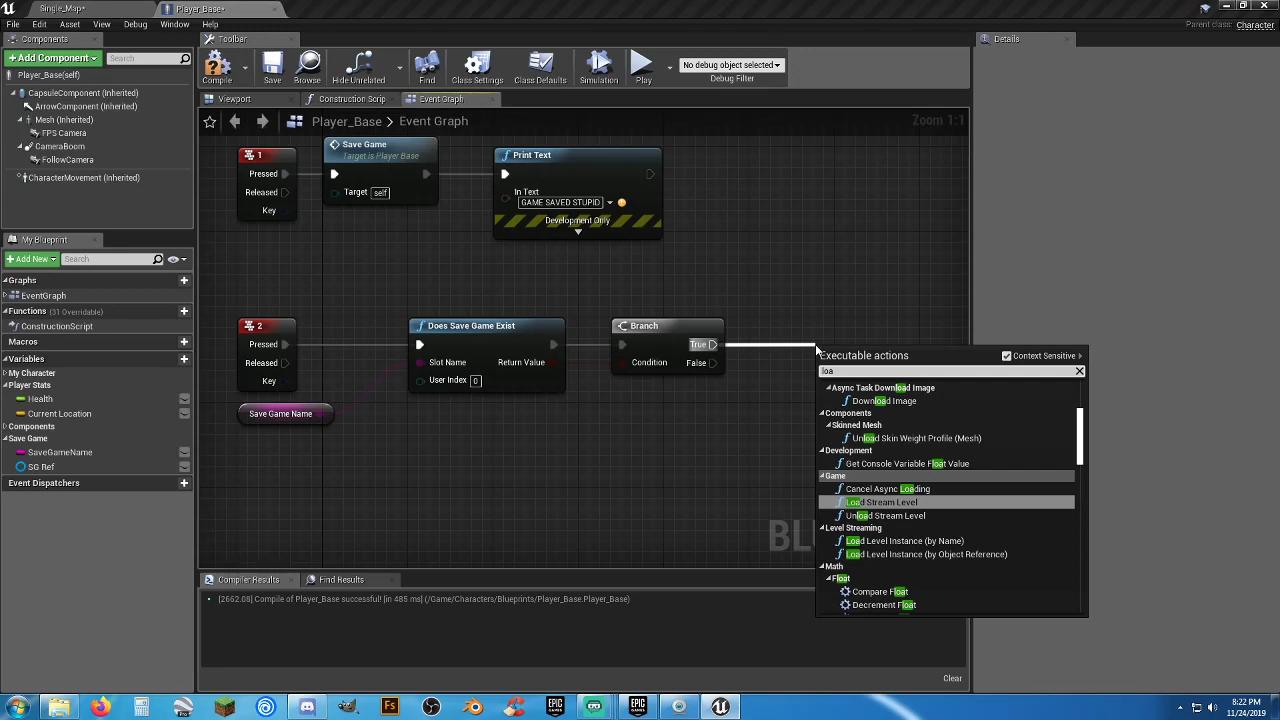 Single_Map*
Player_Base*
File Edit Asset View Debug Window Help
Parent class: Character
Components
Toolbar
Details
Add Component
Search
Player_Base(self)
Compile Save Browse Hide Unrelated Find Class Settings Class Defaults Simulation Play
No debug object selected
Debug Filter
CapsuleComponent (Inherited)
ArrowComponent (Inherited)
Mesh (Inherited)
FPS Camera
CameraBoom
FollowCamera
CharacterMovement (Inherited)
Viewport
Construction Scrip
Event Graph
Player_Base > Event Graph
Zoom 1:1
1
Pressed
Released
Key
Save Game
Target is Player Base
Target self
Print Text
In Text
GAME SAVED STUPID
Development Only
My Blueprint
Add New
Search
Graphs
EventGraph
Functions (31 Overridable)
ConstructionScript
Macros
Variables
My Character
Player Stats
Health
Current Location
Components
Save Game
SaveGameName
SG Ref
Event Dispatchers
2
Pressed
Released
Key
Save Game Name
Does Save Game Exist
Slot Name Return Value
User Index 0
Branch
True
Condition False
Executable actions
Context Sensitive
loa
Async Task Download Image
Download Image
Components
Skinned Mesh
Unload Skin Weight Profile (Mesh)
Development
Get Console Variable Float Value
Game
Cancel Async Loading
Load Stream Level
Unload Stream Level
Level Streaming
Load Level Instance (by Name)
Load Level Instance (by Object Reference)
Math
Float
Compare Float
Decrement Float
Compiler Results
Find Results
[2662.08] Compile of Player_Base successful! [in 485 ms] (/Game/Characters/Blueprints/Player_Base.Player_Base)
Clear
Fs
EPIC GAMES
EPIC GAMES
8:22 PM
11/24/2019